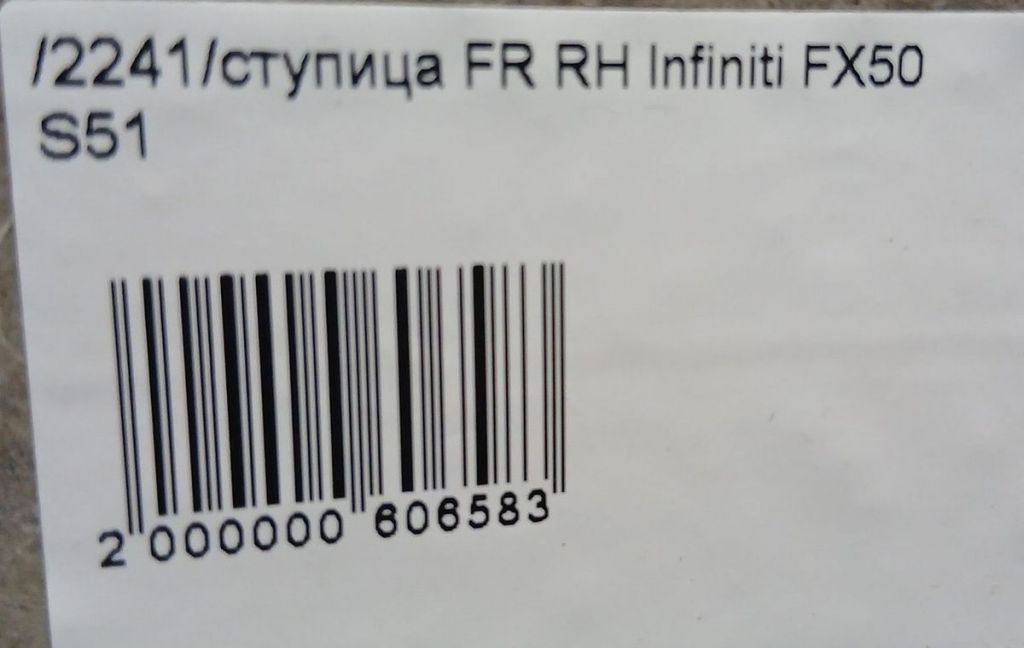 /2241/ступица FR RH Infiniti FX50
S51
2 000000 606583